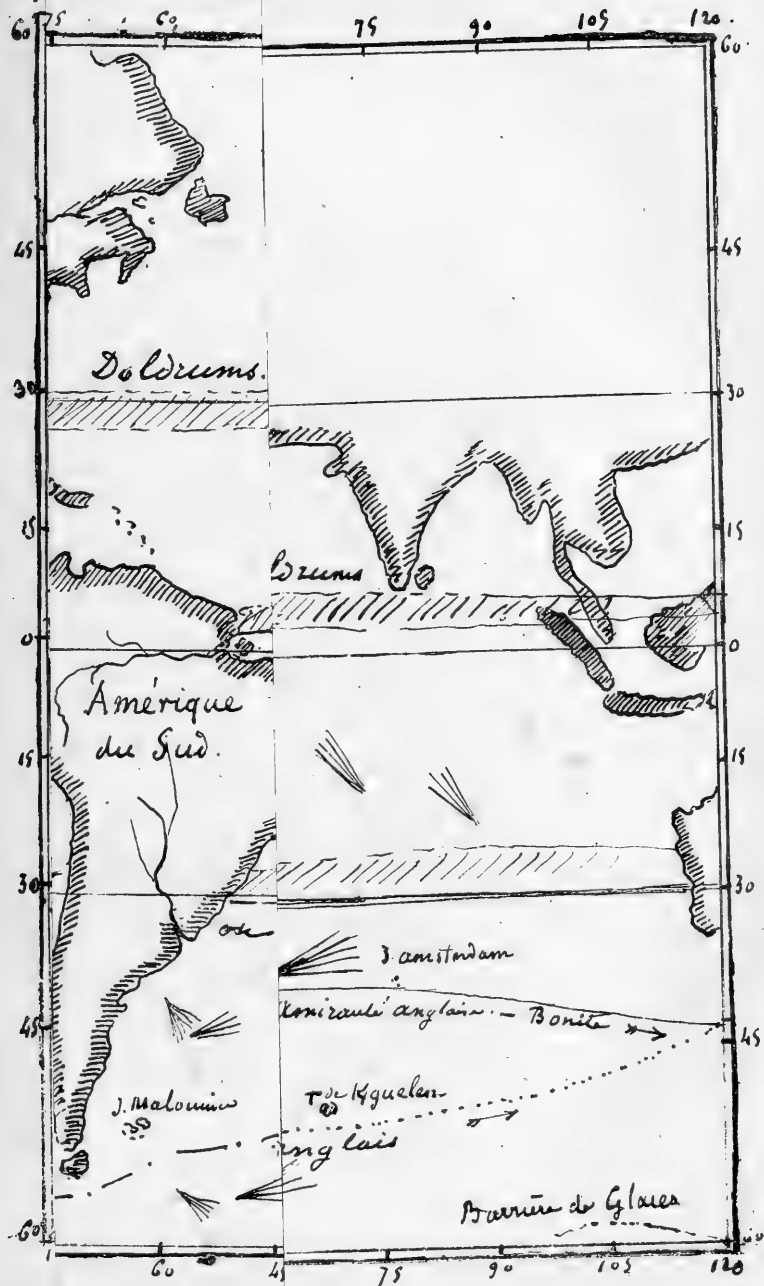 75 60 75 90 105 120
60 60
45 45
Doldrums.
30 30
15 15
ldrums
0 0
Amérique
du Sud.
15 15
30 30
J. amsterdam
amirauté anglaise. – Bonite
45 45
J. Malouines
Tre de Kguelen
anglais
Barrière de Glaces
60
60 45 75 90 105 120